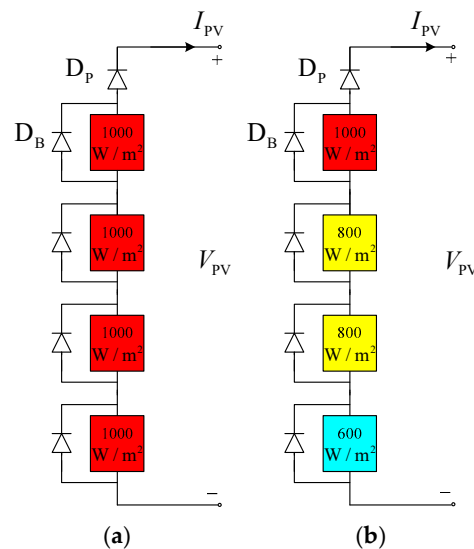 I_PV
+
D_P
D_B
1000
W / m²
1000
W / m²
V_PV
1000
W / m²
1000
W / m²
−
(a)
I_PV
+
D_P
D_B
1000
W / m²
800
W / m²
V_PV
800
W / m²
600
W / m²
−
(b)